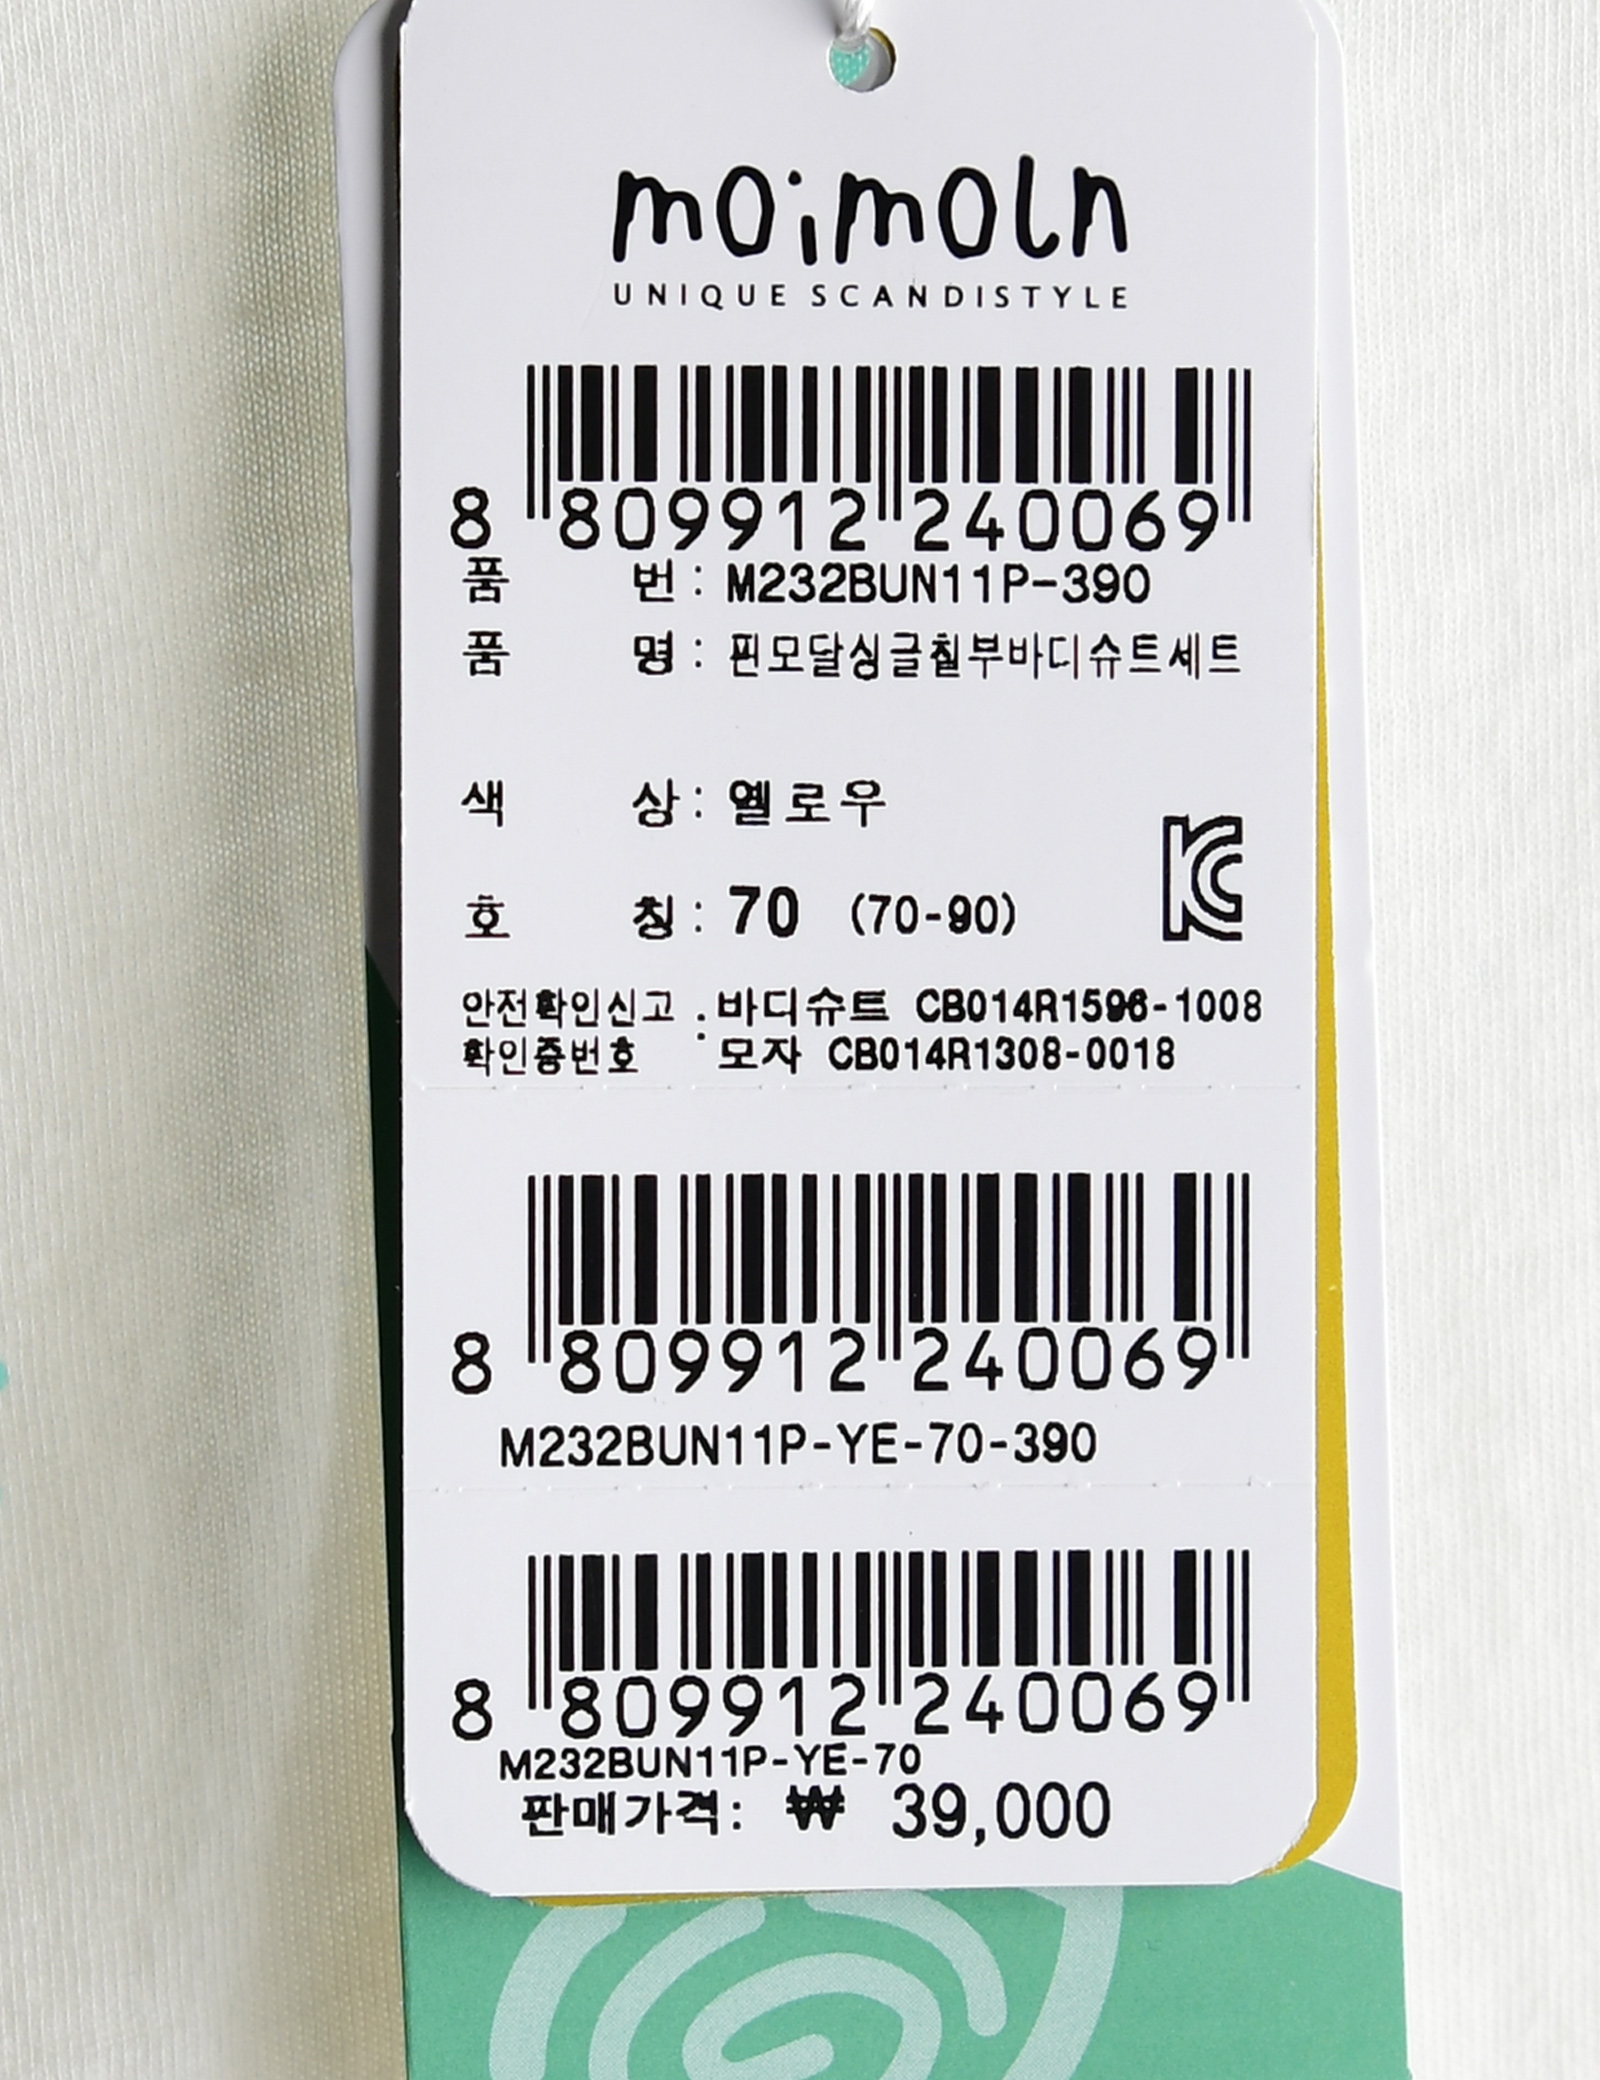 moimoln
UNIQUE SCANDISTYLE
8 809912 240069
품 번 : M232BUN11P-390
품 명 : 핀모달싱글칠부바디슈트세트
색 상 : 옐로우
호 칭 : 70 (70-90)
안전확인신고 : 바디슈트 CB014R1596-1008
확인증번호 모자 CB014R1308-0018
8 809912 240069
M232BUN11P-YE-70-390
8 809912 240069
M232BUN11P-YE-70
판매가격: ₩ 39,000